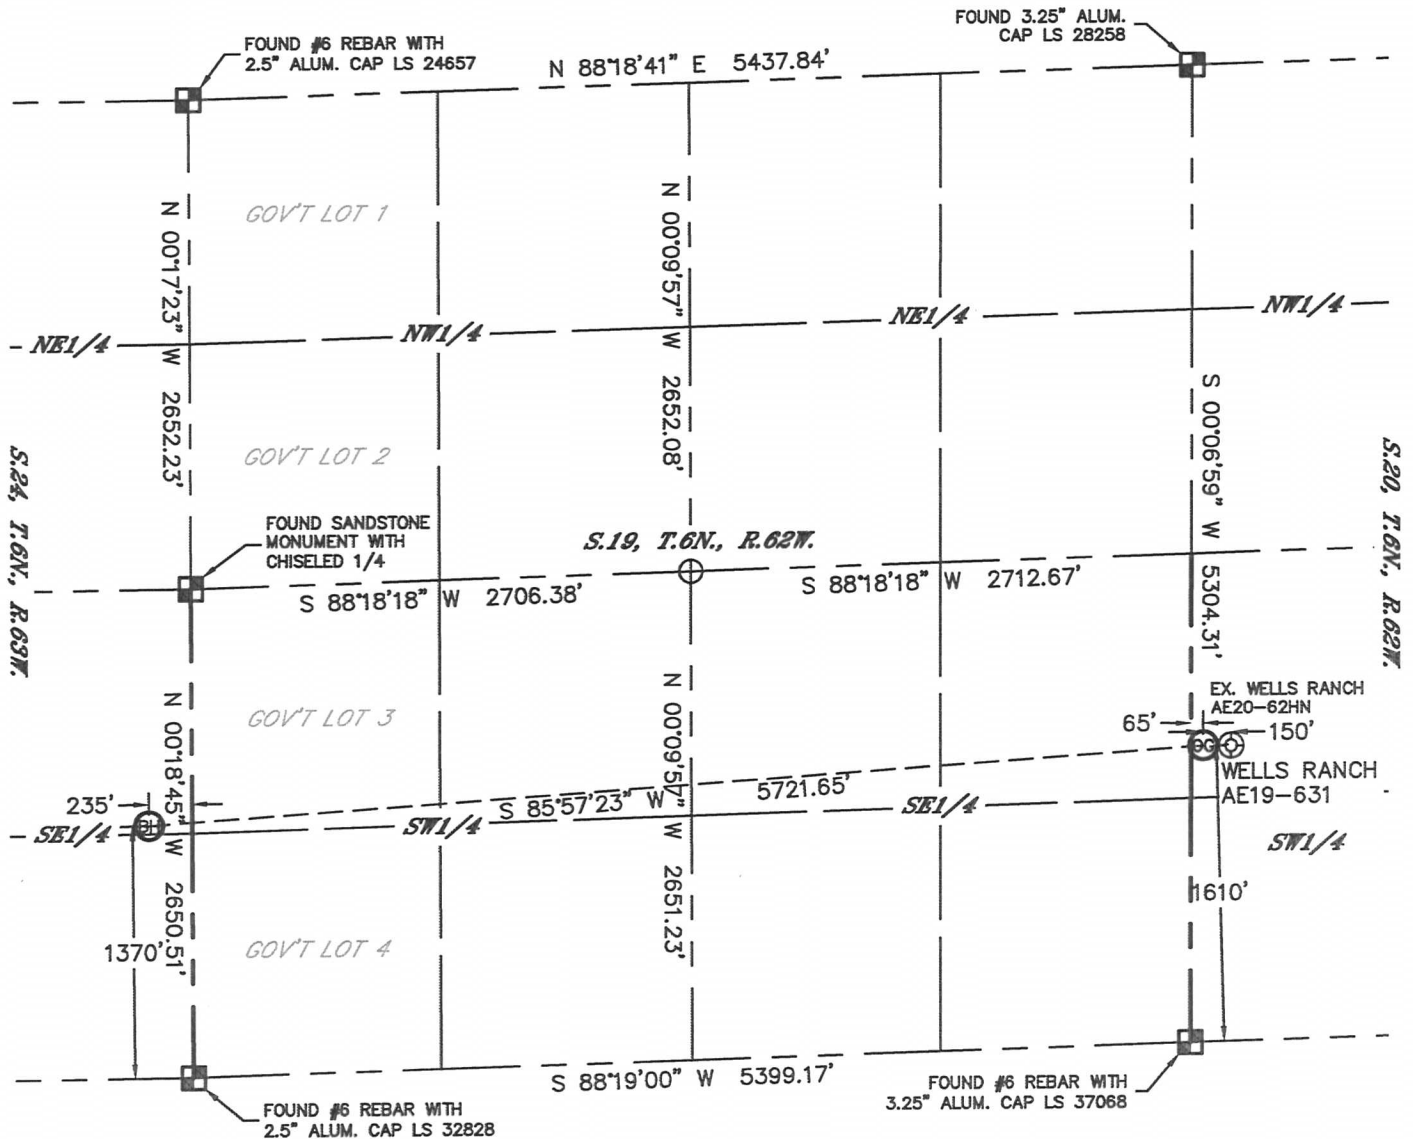 FOUND #6 REBAR WITH
2.5" ALUM. CAP LS 24657
N 88°18'41" E 5437.84'
FOUND 3.25" ALUM.
CAP LS 28258
GOV'T LOT 1
N 00°17'23" W 2652.23'
N 00°09'57" W 2652.08'
NE1/4
NW1/4
NE1/4
NW1/4
S 00°06'59" W 5304.31'
GOV'T LOT 2
S.24, T.6N., R.63W.
S.20, T.6N., R.62W.
FOUND SANDSTONE
MONUMENT WITH
CHISELED 1/4
S.19, T.6N., R.62W.
S 88°18'18" W 2706.38'
S 88°18'18" W 2712.67'
GOV'T LOT 3
N 00°18'45" W 2650.51'
N 00°09'57" W 2651.23'
EX. WELLS RANCH
AE20-62HN
65'
150'
WELLS RANCH
AE19-631
235'
BH
OG
S 85°57'23" W 5721.65'
SE1/4
SW1/4
SE1/4
SW1/4
1370'
1610'
GOV'T LOT 4
S 88°19'00" W 5399.17'
FOUND #6 REBAR WITH
2.5" ALUM. CAP LS 32828
FOUND #6 REBAR WITH
3.25" ALUM. CAP LS 37068